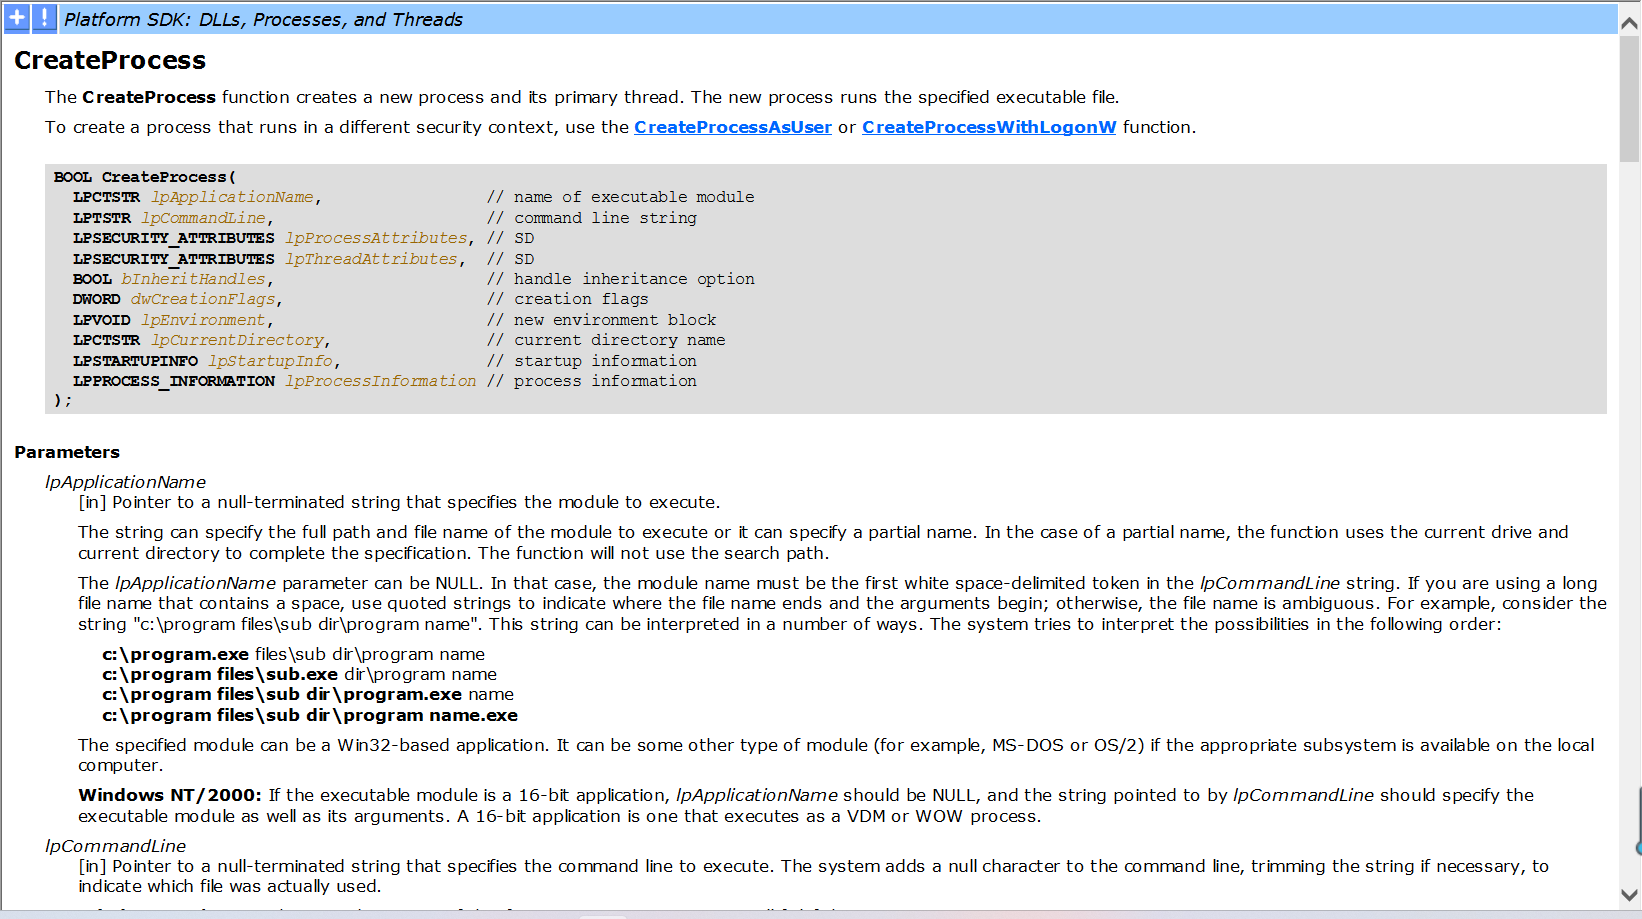 Platform SDK: DLLs, Processes, and Threads
CreateProcess
The CreateProcess function creates a new process and its primary thread. The new process runs the specified executable file.
To create a process that runs in a different security context, use the CreateProcessAsUser or CreateProcessWithLogonW function.
BOOL CreateProcess(
  LPCTSTR lpApplicationName,                 // name of executable module
  LPTSTR lpCommandLine,                      // command line string
  LPSECURITY_ATTRIBUTES lpProcessAttributes, // SD
  LPSECURITY_ATTRIBUTES lpThreadAttributes,  // SD
  BOOL bInheritHandles,                      // handle inheritance option
  DWORD dwCreationFlags,                     // creation flags
  LPVOID lpEnvironment,                      // new environment block
  LPCTSTR lpCurrentDirectory,                // current directory name
  LPSTARTUPINFO lpStartupInfo,               // startup information
  LPPROCESS_INFORMATION lpProcessInformation // process information
);
Parameters
lpApplicationName
[in] Pointer to a null-terminated string that specifies the module to execute.
The string can specify the full path and file name of the module to execute or it can specify a partial name. In the case of a partial name, the function uses the current drive and
current directory to complete the specification. The function will not use the search path.
The lpApplicationName parameter can be NULL. In that case, the module name must be the first white space-delimited token in the lpCommandLine string. If you are using a long
file name that contains a space, use quoted strings to indicate where the file name ends and the arguments begin; otherwise, the file name is ambiguous. For example, consider the
string "c:\program files\sub dir\program name". This string can be interpreted in a number of ways. The system tries to interpret the possibilities in the following order:
c:\program.exe files\sub dir\program name
c:\program files\sub.exe dir\program name
c:\program files\sub dir\program.exe name
c:\program files\sub dir\program name.exe
The specified module can be a Win32-based application. It can be some other type of module (for example, MS-DOS or OS/2) if the appropriate subsystem is available on the local
computer.
Windows NT/2000: If the executable module is a 16-bit application, lpApplicationName should be NULL, and the string pointed to by lpCommandLine should specify the
executable module as well as its arguments. A 16-bit application is one that executes as a VDM or WOW process.
lpCommandLine
[in] Pointer to a null-terminated string that specifies the command line to execute. The system adds a null character to the command line, trimming the string if necessary, to
indicate which file was actually used.